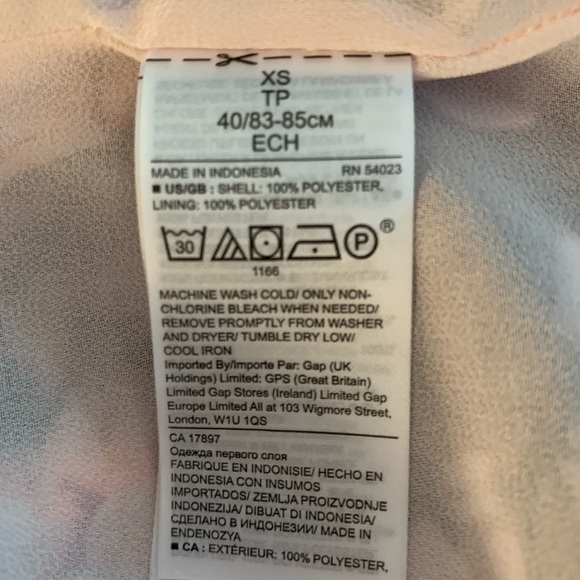 XS
TP
40/83-85CM
ECH
MADE IN INDONESIA RN 54023
■ US/GB : SHELL: 100% POLYESTER,
LINING: 100% POLYESTER
30 P ®
1166
MACHINE WASH COLD/ ONLY NON-
CHLORINE BLEACH WHEN NEEDED/
REMOVE PROMPTLY FROM WASHER
AND DRYER/ TUMBLE DRY LOW/
COOL IRON
Imported By/Importe Par: Gap (UK
Holdings) Limited: GPS (Great Britain)
Limited Gap Stores (Ireland) Limited Gap
Europe Limited All at 103 Wigmore Street,
London, W1U 1QS
CA 17897
Одежда первого слоя
FABRIQUE EN INDONISIE/ HECHO EN
INDONESIA CON INSUMOS
IMPORTADOS/ ZEMLJA PROIZVODNJE
INDONEZIJA/ DIBUAT DI INDONESIA/
СДЕЛАНО В ИНДОНЕЗИИ/ MADE IN
ENDENOZYA
■ CA : EXTÉRIEUR: 100% POLYESTER,